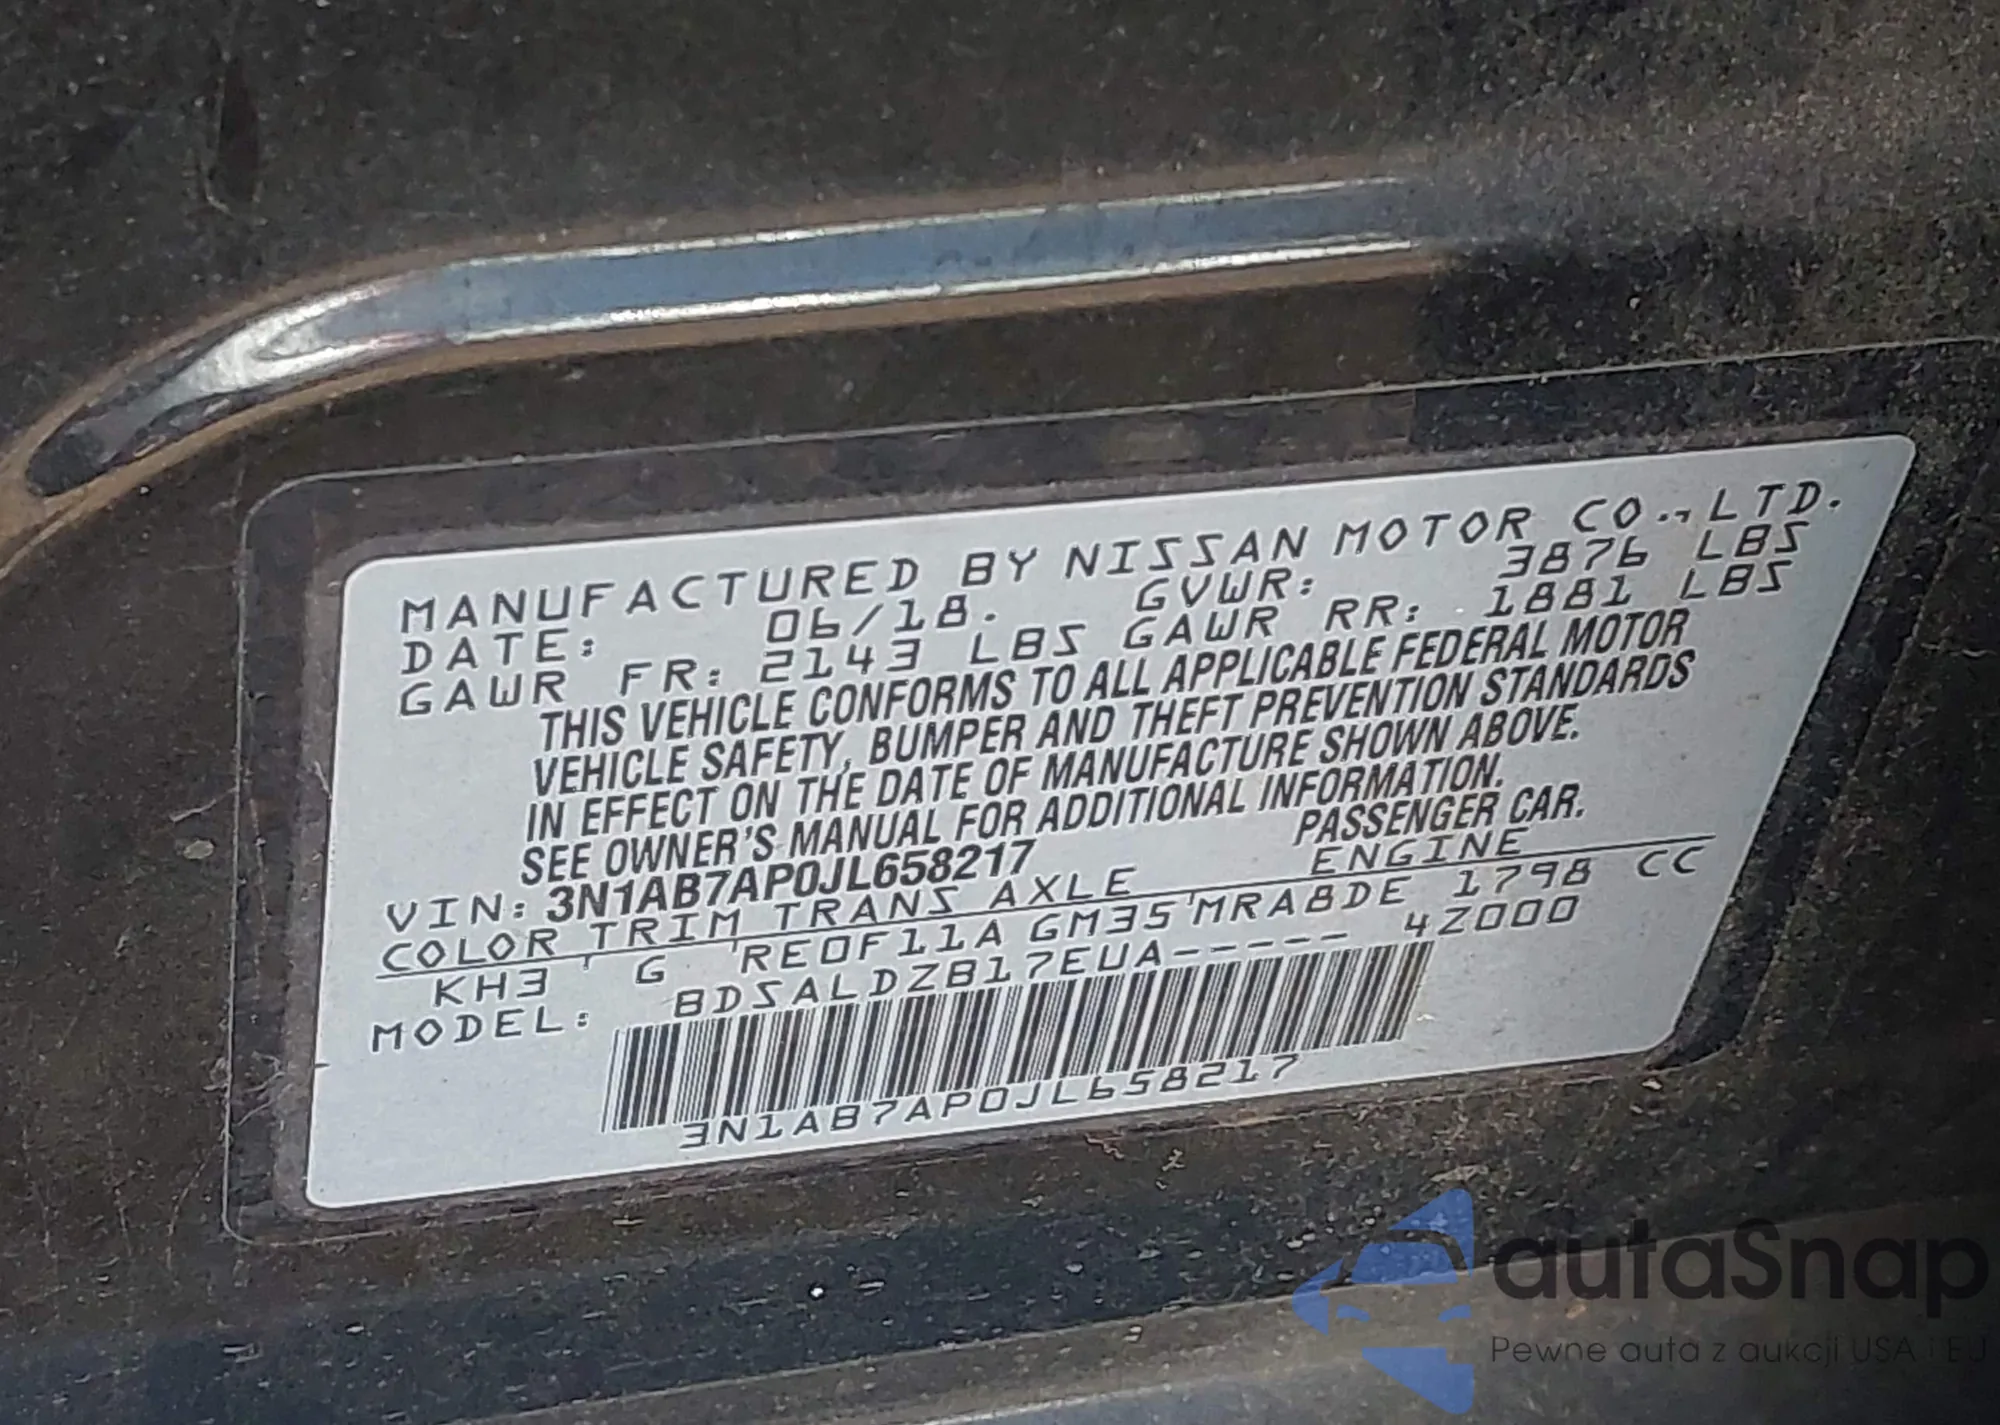 MANUFACTURED BY NISSAN MOTOR CO., LTD.
DATE: 06/18. GVWR: 3876 LBS
GAWR FR: 2143 LBS GAWR RR: 1881 LBS
THIS VEHICLE CONFORMS TO ALL APPLICABLE FEDERAL MOTOR
VEHICLE SAFETY, BUMPER AND THEFT PREVENTION STANDARDS
IN EFFECT ON THE DATE OF MANUFACTURE SHOWN ABOVE.
SEE OWNER'S MANUAL FOR ADDITIONAL INFORMATION.
VIN: 3N1AB7AP0JL658217 PASSENGER CAR.
COLOR TRIM TRANS AXLE ENGINE
KH3 G RE0F11A GM35 MRA8DE 1798 CC
MODEL: BDSALDZB17EUA----- 4Z000
3N1AB7AP0JL658217
autaSnap
Pewne auta z aukcji USA i EU